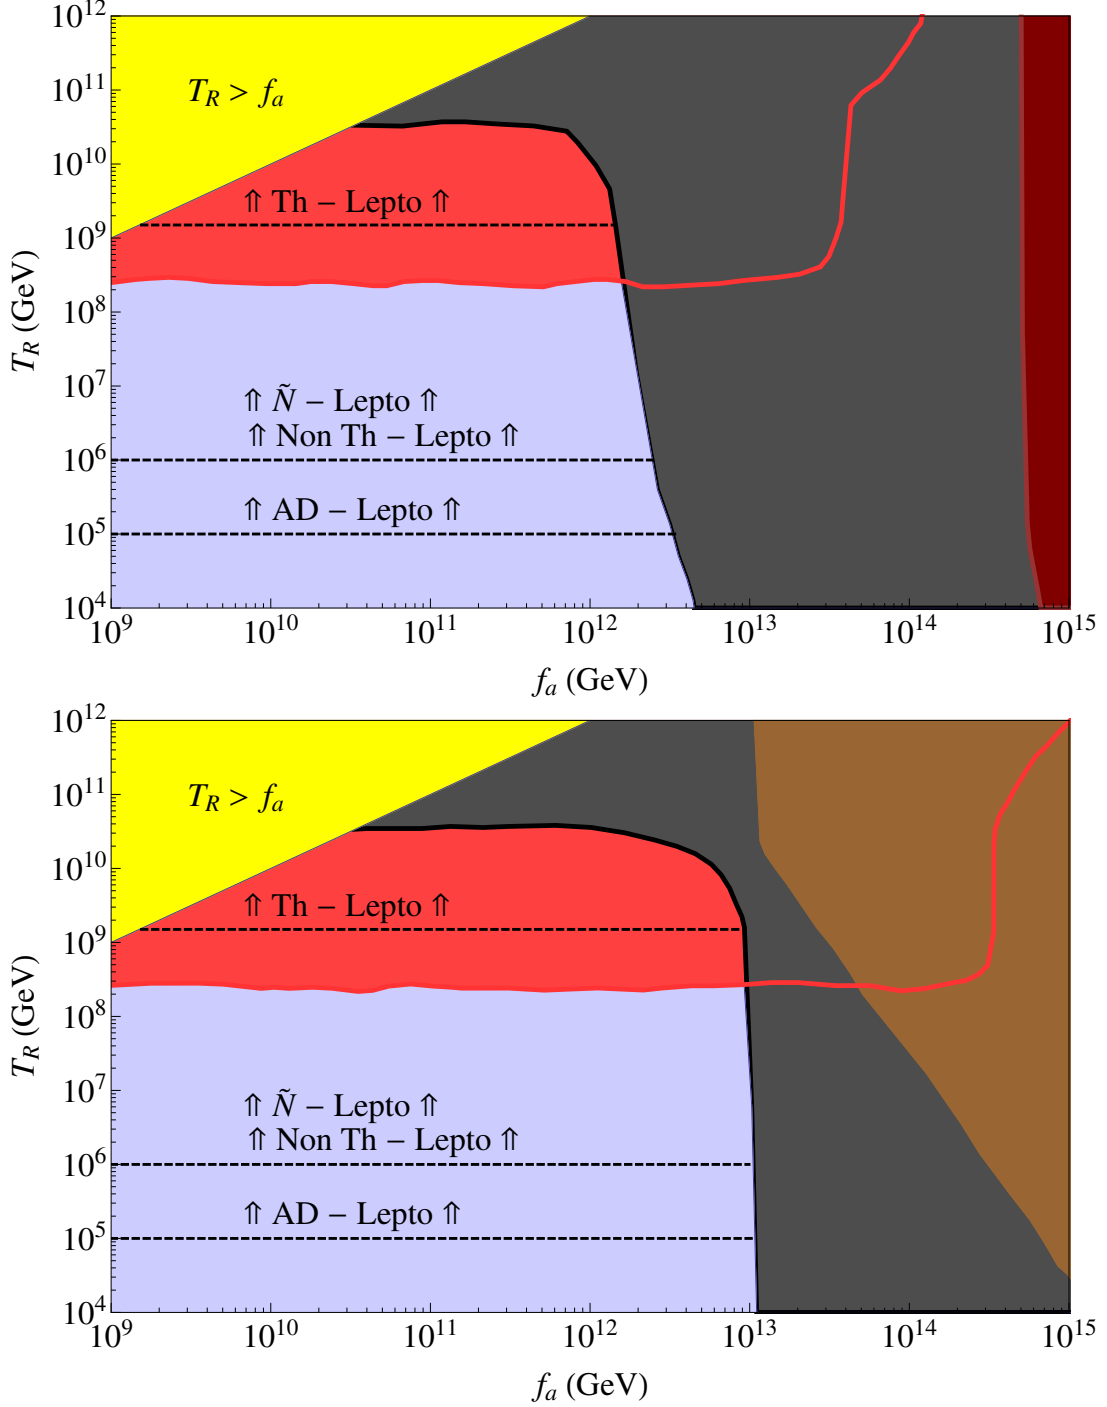 10^12
T_R > f_a
10^11
10^10
⇑ Th − Lepto ⇑
10^9
T_R (GeV)
10^8
10^7
⇑ Ñ − Lepto ⇑
⇑ Non Th − Lepto ⇑
10^6
⇑ AD − Lepto ⇑
10^5
10^4
10^9 10^10 10^11 10^12 10^13 10^14 10^15
f_a (GeV)
10^12
T_R > f_a
10^11
10^10
⇑ Th − Lepto ⇑
10^9
T_R (GeV)
10^8
10^7
⇑ Ñ − Lepto ⇑
⇑ Non Th − Lepto ⇑
10^6
⇑ AD − Lepto ⇑
10^5
10^4
10^9 10^10 10^11 10^12 10^13 10^14 10^15
f_a (GeV)